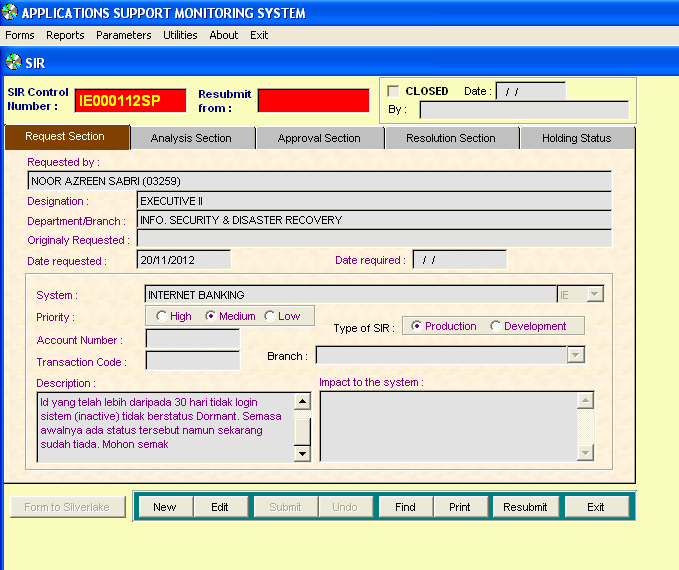 APPLICATIONS SUPPORT MONITORING SYSTEM
Forms Reports Parameters Utilities About Exit
SIR
SIR Control Number : IE000112SP Resubmit from : CLOSED Date : / /
By :
Request Section Analysis Section Approval Section Resolution Section Holding Status
Requested by :
NOOR AZREEN SABRI (03259)
Designation : EXECUTIVE II
Department/Branch : INFO. SECURITY & DISASTER RECOVERY
Originaly Requested :
Date requested : 20/11/2012 Date required : / /
System : INTERNET BANKING IE
Priority : High Medium Low Type of SIR : Production Development
Account Number :
Transaction Code : Branch :
Description : Impact to the system :
Id yang telah lebih daripada 30 hari tidak login
sistem (inactive) tidak berstatus Dormant. Semasa
awalnya ada status tersebut namun sekarang
sudah tiada. Mohon semak
Form to Silverlake New Edit Submit Undo Find Print Resubmit Exit